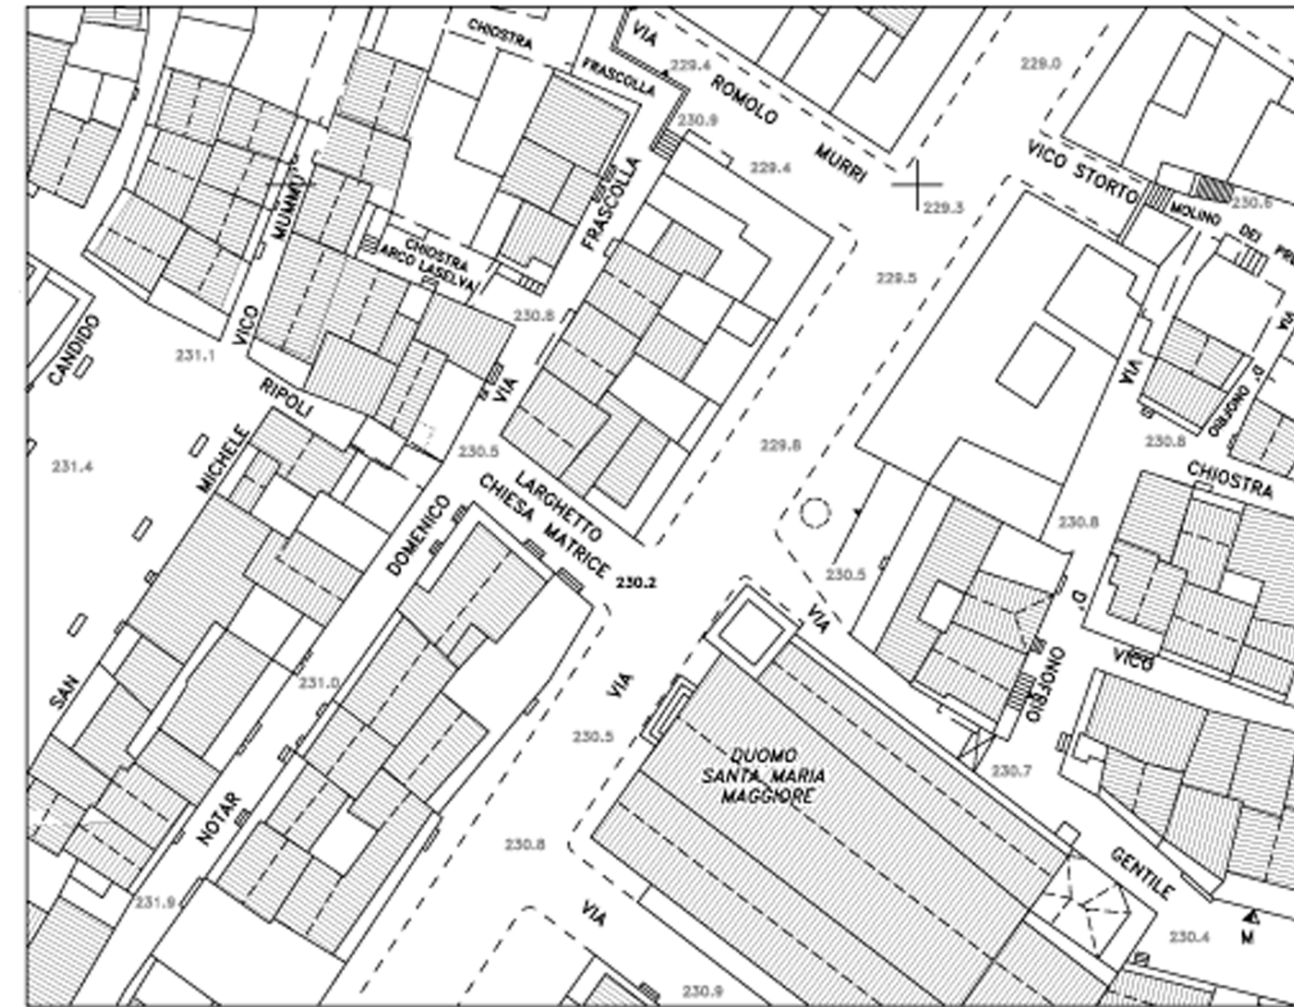 CHIOSTRA
FRASCOLLA
VIA
ROMOLO
MURRI
229.4
229.0
230.9
229.4
VICO STORTO
MOLINO
DEI
230.6
229.3
MUMMU
FRASCOLLA
CHIOSTRA
ARCO LASELVA
229.5
230.8
VICO
231.1
CANDIDO
RIPOLI
VIA
VIA
D'
ONOFRIO
VIA
230.8
MICHELE
231.4
230.5
229.8
CHIOSTRA
LARGHETTO
CHIESA MATRICE
DOMENICO
230.8
230.2
230.5
VIA
D'
ONOFRIO
VICO
SAN
231.0
VIA
230.5
DUOMO
SANTA MARIA
MAGGIORE
230.7
NOTAR
230.8
GENTILE
231.9
VIA
230.4
M
230.9